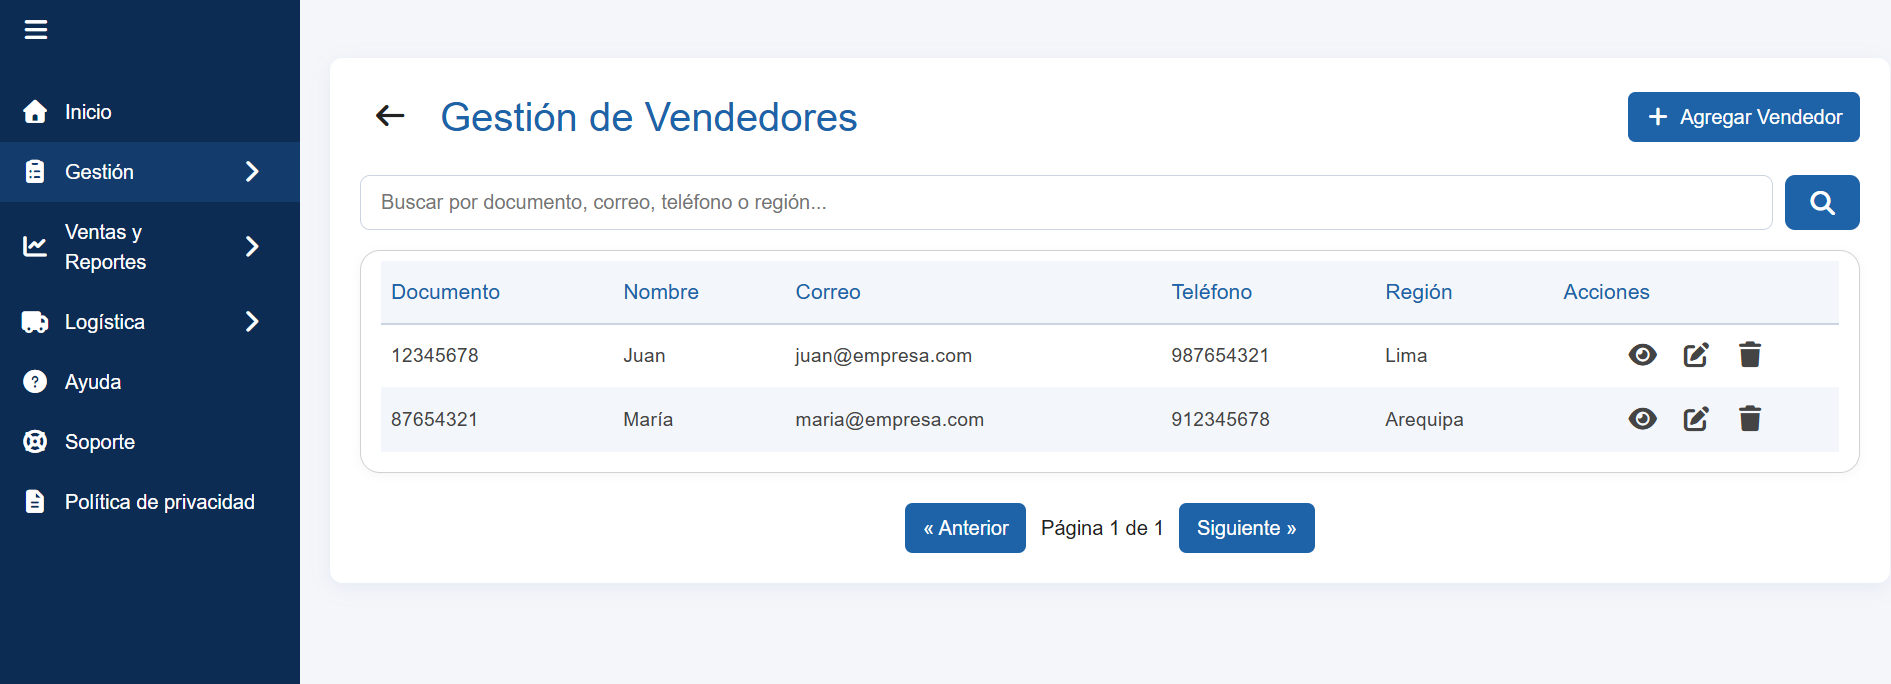 Inicio
Gestión
Ventas y
Reportes
Logística
Ayuda
Soporte
Política de privacidad
Gestión de Vendedores
Agregar Vendedor
Buscar por documento, correo, teléfono o región...
Documento Nombre Correo Teléfono Región Acciones
12345678 Juan juan@empresa.com 987654321 Lima
87654321 María maria@empresa.com 912345678 Arequipa
« Anterior Página 1 de 1 Siguiente »